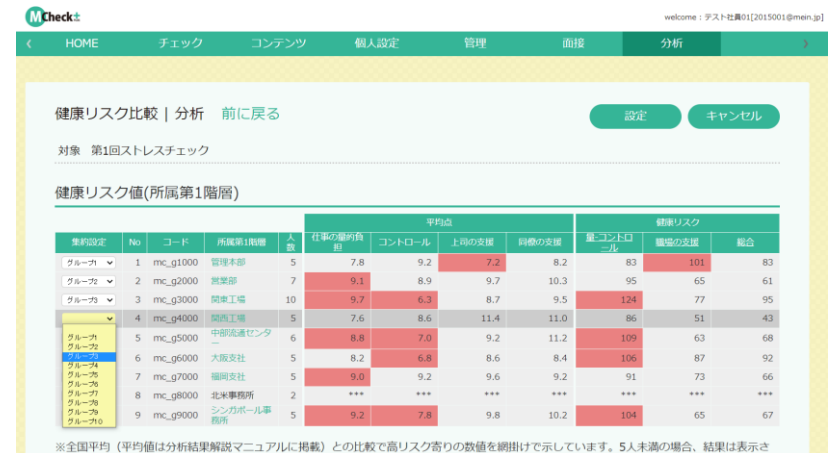 MCheck±
welcome : テスト社員01[2015001@mein.jp]
HOME チェック コンテンツ 個人設定 管理 面接 分析
健康リスク比較 | 分析 前に戻る 設定 キャンセル
対象 第1回ストレスチェック
健康リスク値(所属第1階層)
平均点 健康リスク
集約設定 No コード 所属第1階層 人数 仕事の量的負担 コントロール 上司の支援 同僚の支援 量-コントロール 職場の支援 総合
グループ1 1 mc_g1000 管理本部 5 7.8 9.2 7.2 8.2 83 101 83
グループ2 2 mc_g2000 営業部 7 9.1 8.9 9.7 10.3 95 65 61
グループ3 3 mc_g3000 関東工場 10 9.7 6.3 8.7 9.5 124 77 95
4 mc_g4000 関西工場 5 7.6 8.6 11.4 11.0 86 51 43
5 mc_g5000 中部流通センター 6 8.8 7.0 9.2 11.2 109 63 68
6 mc_g6000 大阪支社 5 8.2 6.8 8.6 8.4 106 87 92
7 mc_g7000 福岡支社 5 9.0 9.2 9.6 9.2 91 73 66
8 mc_g8000 北米事務所 2 *** *** *** *** *** *** ***
9 mc_g9000 シンガポール事務所 5 9.2 7.8 9.8 10.2 104 65 67
グループ1
グループ2
グループ3
グループ4
グループ5
グループ6
グループ7
グループ8
グループ9
グループ10
※全国平均（平均値は分析結果解説マニュアルに掲載）との比較で高リスク寄りの数値を網掛けで示しています。5人未満の場合、結果は表示さ